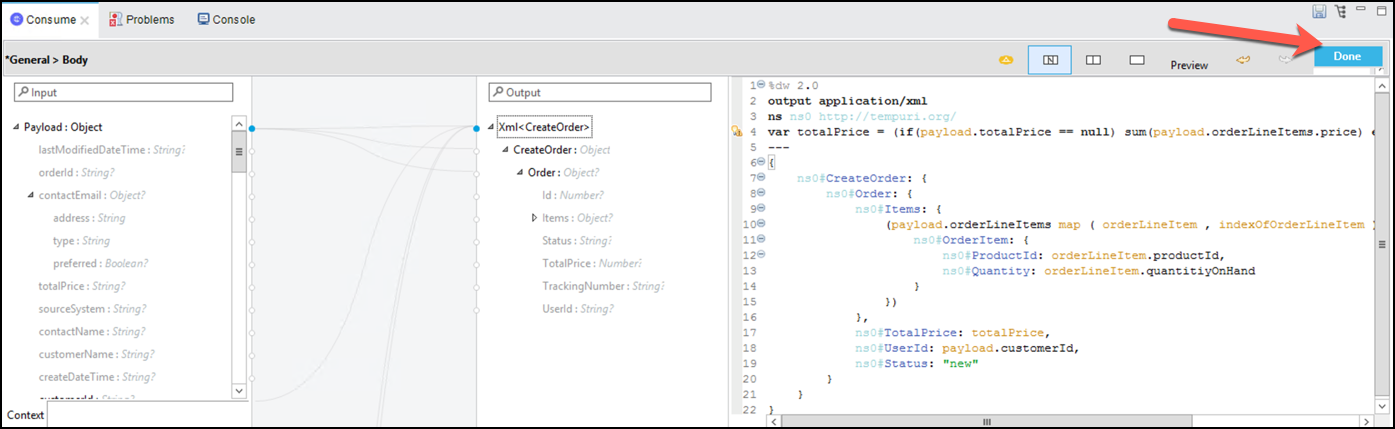 Consume
Problems
Console
*General > Body
Preview
Done
Input
Payload : Object
lastModifiedDateTime : String?
orderId : String?
contactEmail : Object?
address : String
type : String
preferred : Boolean?
totalPrice : String?
sourceSystem : String?
contactName : String?
customerName : String?
createDateTime : String?
customerId : String?
Context
Output
Xml<CreateOrder>
CreateOrder : Object
Order : Object?
Id : Number?
Items : Object?
Status : String?
TotalPrice : Number?
TrackingNumber : String?
UserId : String?
1 %dw 2.0
2 output application/xml
3 ns ns0 http://tempuri.org/
4 var totalPrice = (if(payload.totalPrice == null) sum(payload.orderLineItems.price) e
5 ---
6 {
7 ns0#CreateOrder: {
8 ns0#Order: {
9 ns0#Items: {
10 (payload.orderLineItems map ( orderLineItem , indexOfOrderLineItem )
11 ns0#OrderItem: {
12 ns0#ProductId: orderLineItem.productId,
13 ns0#Quantity: orderLineItem.quantitiyOnHand
14 }
15 })
16 },
17 ns0#TotalPrice: totalPrice,
18 ns0#UserId: payload.customerId,
19 ns0#Status: "new"
20 }
21 }
22 }